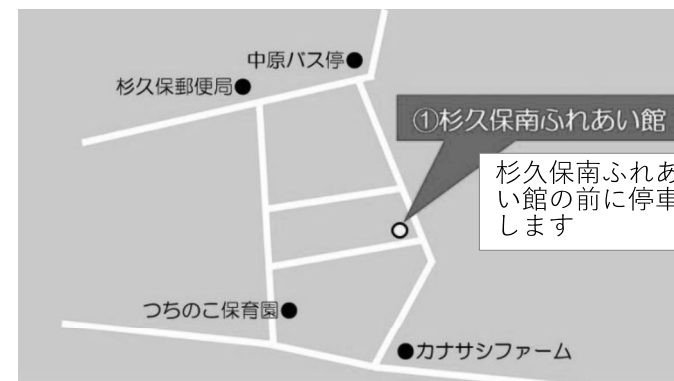 中原バス停●
杉久保郵便局●
①杉久保南ふれあい館
杉久保南ふれあ
い館の前に停車
します
つちのこ保育園●
●カナサシファーム